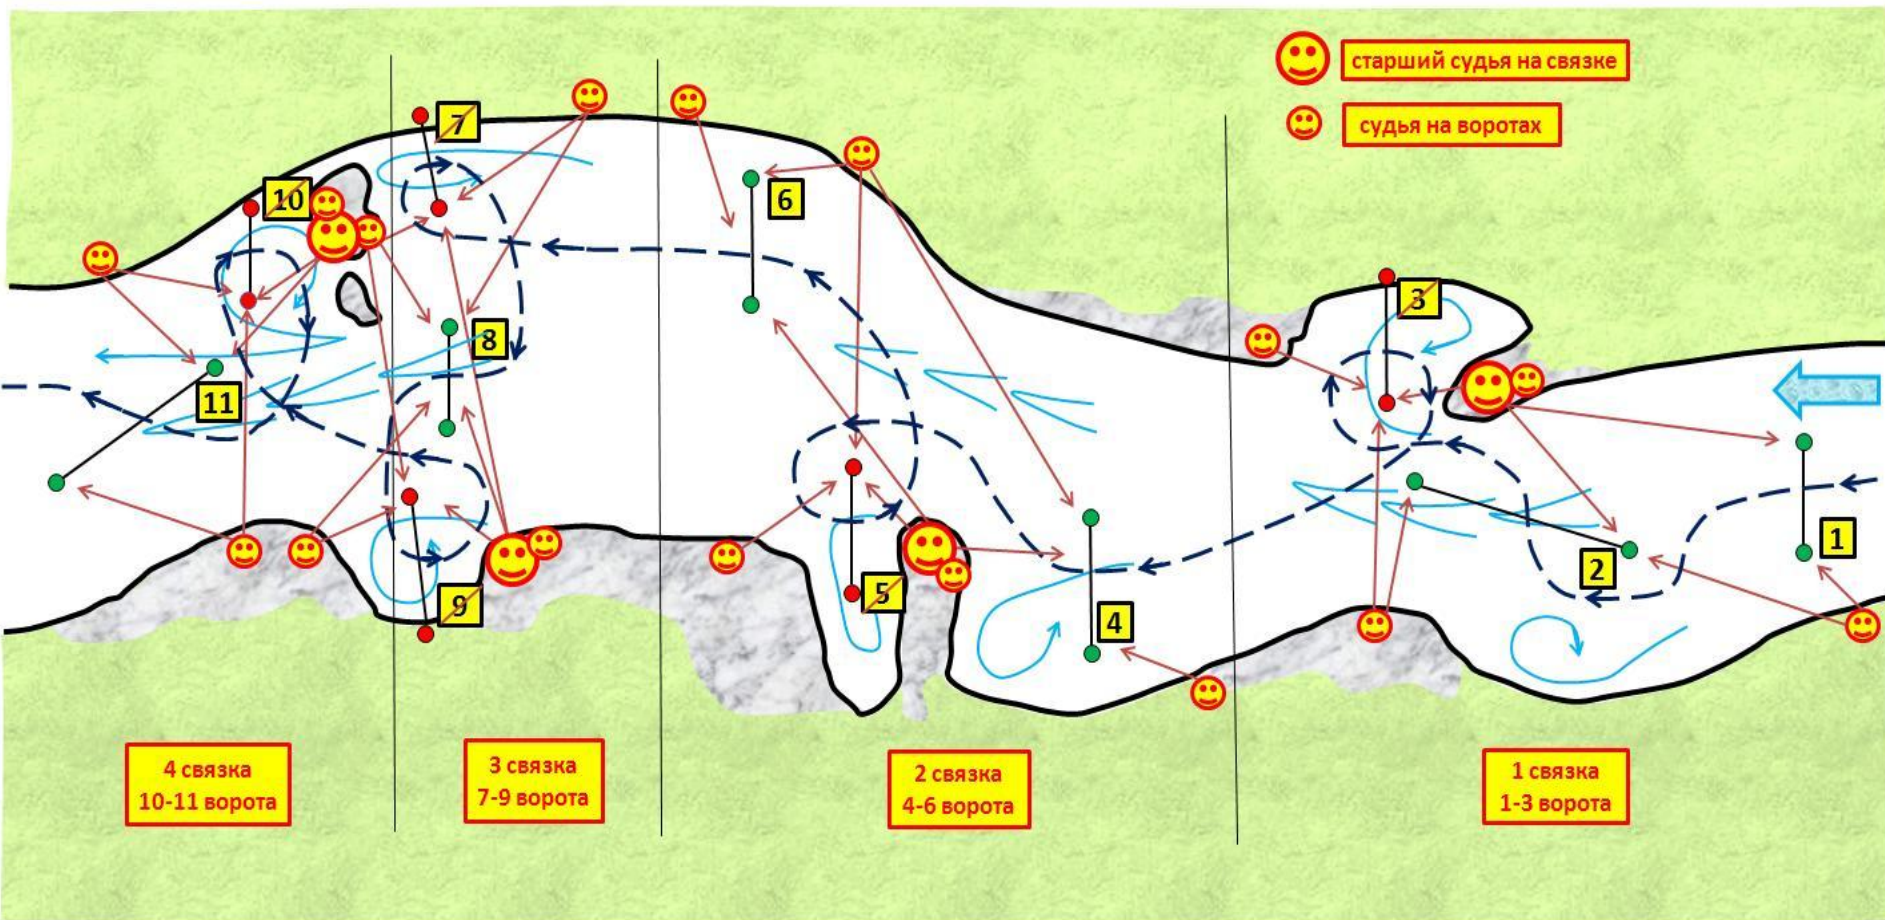 старший судья на связке
судья на воротах
7
10
6
3
8
11
1
2
5
9
4
4 связка
10-11 ворота
3 связка
7-9 ворота
2 связка
4-6 ворота
1 связка
1-3 ворота